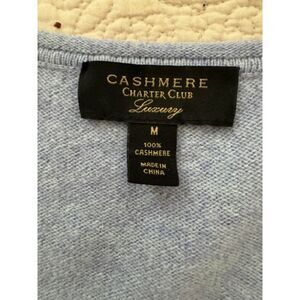 CASHMERE
CHARTER CLUB
Luxury
M
100%
CASHMERE
MADE IN
CHINA